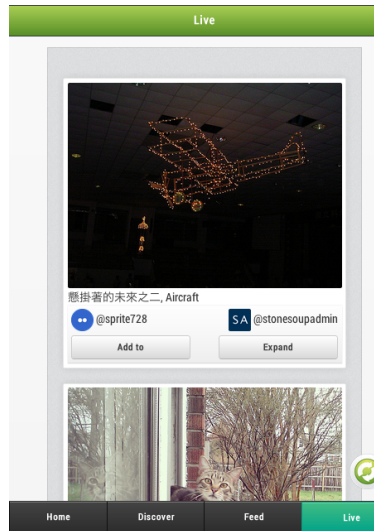 Live
懸掛著的未來之二, Aircraft
@sprite728
SA @stonesoupadmin
Add to
Expand
Home
Discover
Feed
Live